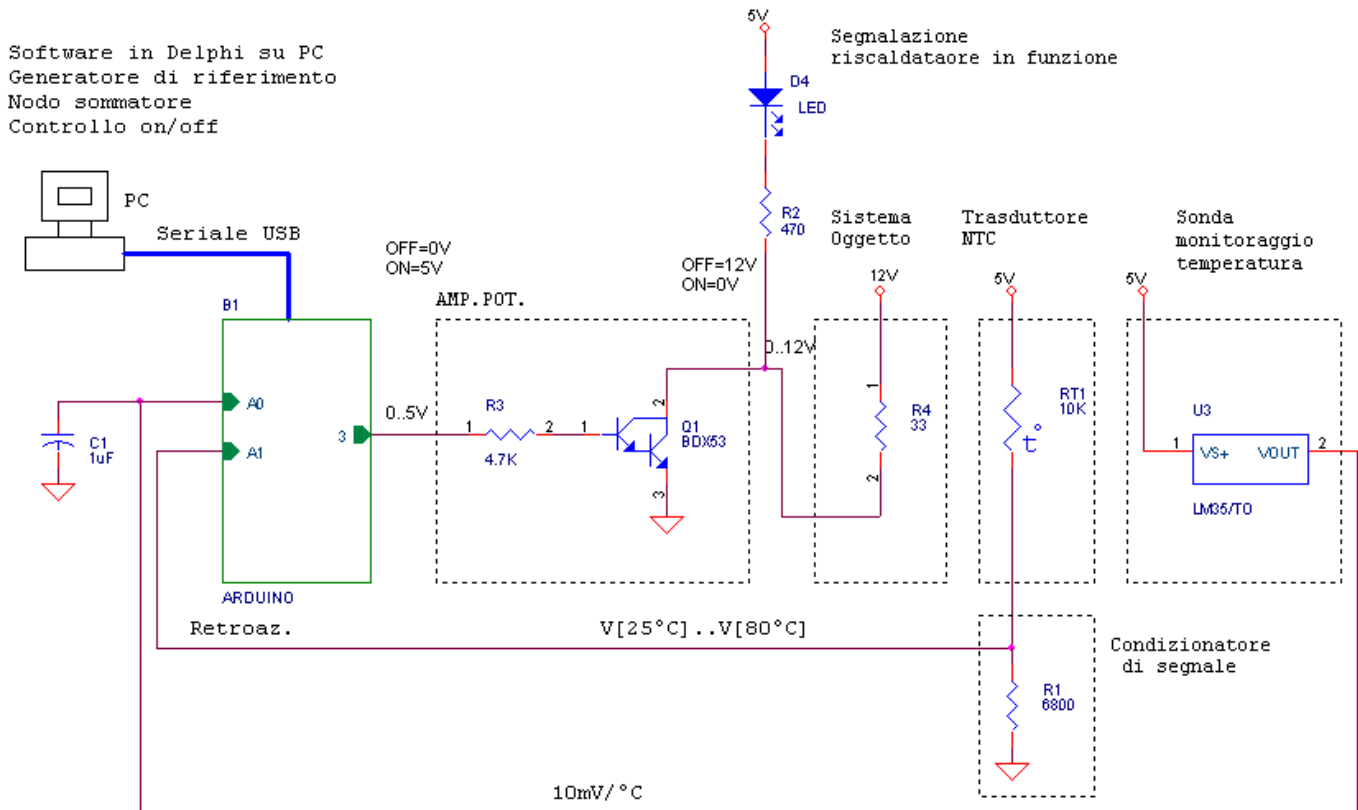 Software in Delphi su PC
Generatore di riferimento
Nodo sommatore
Controllo on/off
PC
Seriale USB
5V
Segnalazione
riscaldataore in funzione
D4
LED
R2
470
OFF=0V
ON=5V
OFF=12V
ON=0V
Sistema
Oggetto
Trasduttore
NTC
Sonda
monitoraggio
temperatura
12V
5V
5V
B1
AMP.POT.
0..12V
A0
A1
3
ARDUINO
C1
1uF
0..5V
R3
1
2
4.7K
1
2
3
Q1
BDX53
1
2
R4
33
RT1
10K
t°
U3
1
VS+
VOUT
2
LM35/TO
Retroaz.
V[25°C]..V[80°C]
Condizionatore
di segnale
R1
6800
10mV/°C